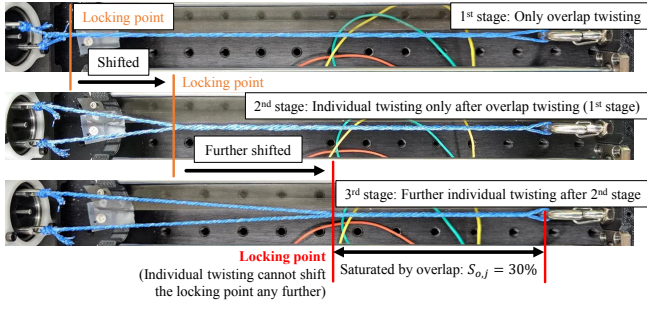 Locking point
1st stage: Only overlap twisting
Shifted
Locking point
2nd stage: Individual twisting only after overlap twisting (1st stage)
Further shifted
3rd stage: Further individual twisting after 2nd stage
Locking point
(Individual twisting cannot shift
the locking point any further)
Saturated by overlap: S_{o,j} = 30%